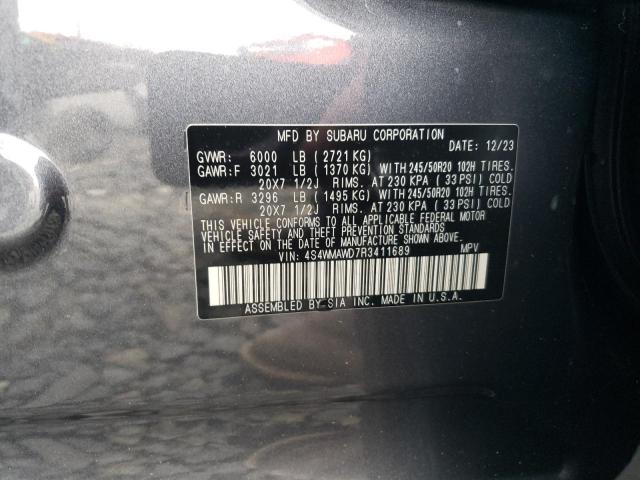 MFD BY SUBARU CORPORATION
DATE: 12/23
GVWR: 6000 LB (2721 KG)
GAWR:F 3021 LB (1370 KG) WITH 245/50R20 102H TIRES.
20X7 1/2J RIMS. AT 230 KPA (33 PSI) COLD
GAWR:R 3296 LB (1495 KG) WITH 245/50R20 102H TIRES.
20X7 1/2J RIMS. AT 230 KPA (33 PSI) COLD
THIS VEHICLE CONFORMS TO ALL APPLICABLE FEDERAL MOTOR
VEHICLE SAFETY AND THEFT PREVENTION STANDARDS
IN EFFECT ON THE DATE OF MANUFACTURE SHOWN ABOVE.
VIN: 4S4WMAWD7R3411689 MPV
ASSEMBLED BY SIA INC. MADE IN U.S.A.